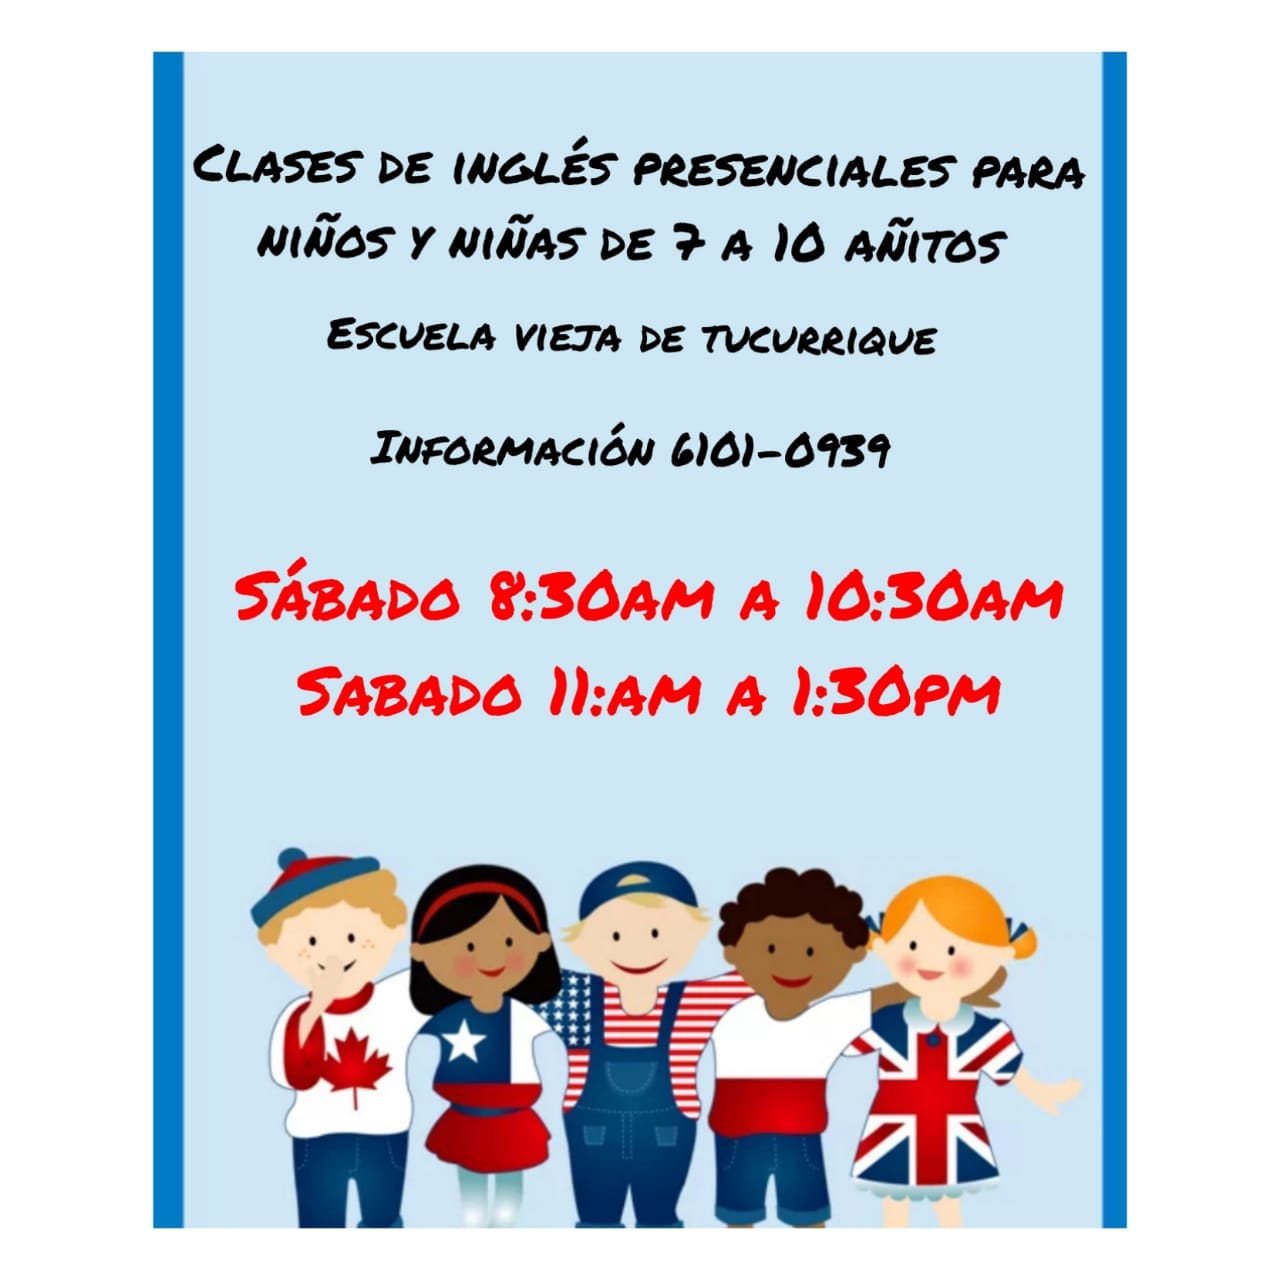 Clases de inglés presenciales para
niños y niñas de 7 a 10 añitos
Escuela vieja de tucurrique
Información 6101-0939
Sábado 8:30am a 10:30am
Sabado 11:am a 1:30pm